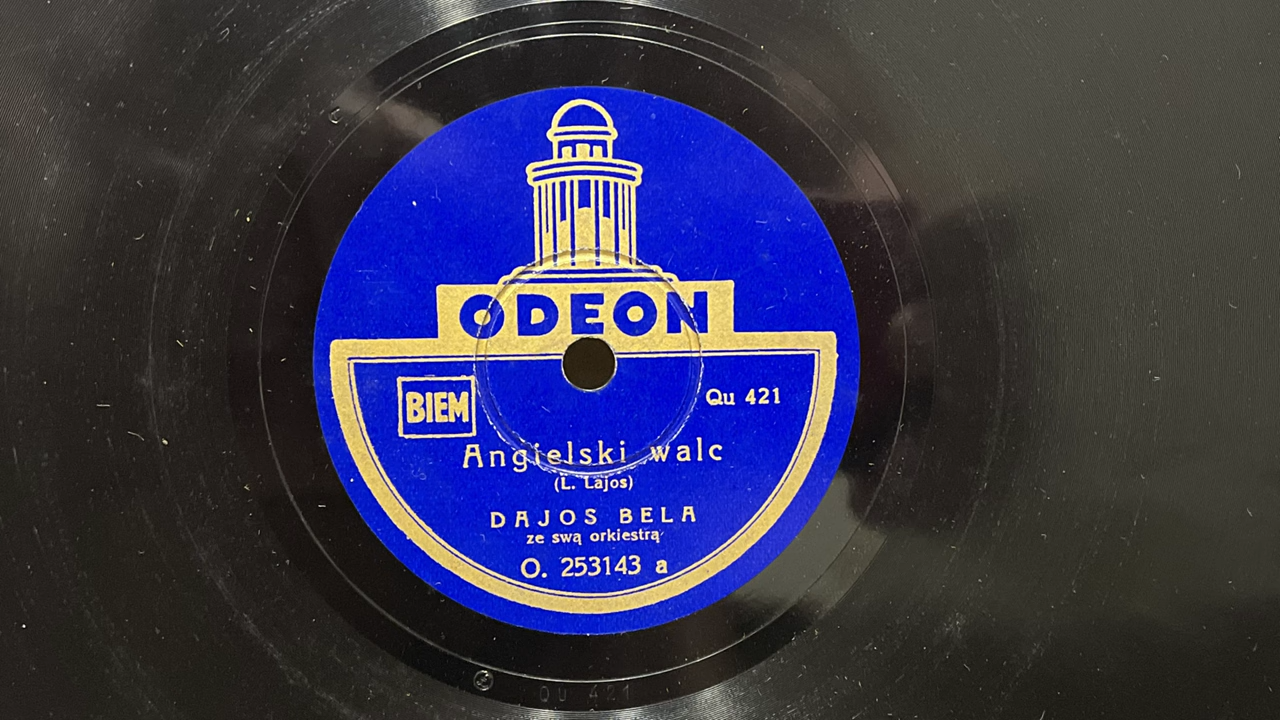 ODEON
BIEM
Qu 421
Angielski walc
(L. Lajos)
DAJOS BELA
ze swą orkiestrą
O. 253143 a
QU 421